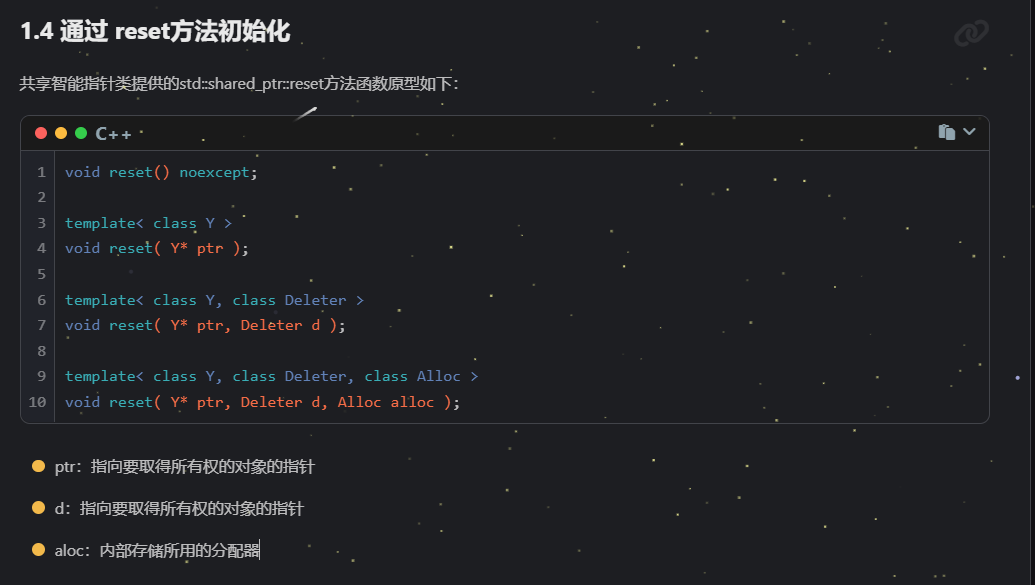 1.4 通过 reset方法初始化
共享智能指针类提供的std::shared_ptr::reset方法函数原型如下：
C++
1 void reset() noexcept;
2
3 template< class Y >
4 void reset( Y* ptr );
5
6 template< class Y, class Deleter >
7 void reset( Y* ptr, Deleter d );
8
9 template< class Y, class Deleter, class Alloc >
10 void reset( Y* ptr, Deleter d, Alloc alloc );
ptr：指向要取得所有权的对象的指针
d：指向要取得所有权的对象的指针
aloc：内部存储所用的分配器